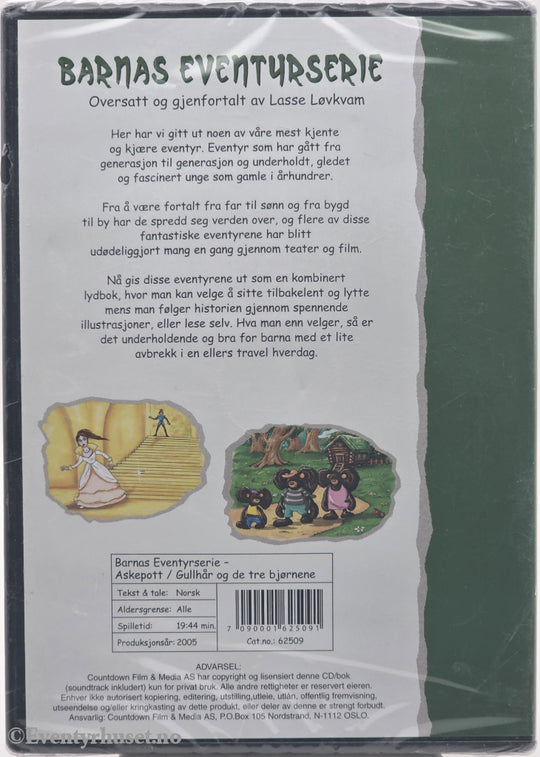 BARNAS EVENTYRSERIE
Oversatt og gjenfortalt av Lasse Løvkvam
Her har vi gitt ut noen av våre mest kjente
og kjære eventyr. Eventyr som har gått fra
generasjon til generasjon og underholdt, gledet
og fascinert unge som gamle i århundrer.
Fra å være fortalt fra far til sønn og fra bygd
til by har de spredd seg verden over, og flere av disse
fantastiske eventyrene har blitt
udødeliggjort mang en gang gjennom teater og film.
Nå gis disse eventyrene ut som en kombinert
lydbok, hvor man kan velge å sitte tilbakelent og lytte
mens man følger historien gjennom spennende
illustrasjoner, eller lese selv. Hva man enn velger, så er
det underholdende og bra for barna med et lite
avbrekk i en ellers travel hverdag.
Barnas Eventyrserie -
Askepott / Gullhår og de tre bjørnene
Tekst & tale: Norsk
Aldersgrense: Alle
Spilletid: 19:44 min.
Produksjonsår: 2005
7 090001 625091
Cat.no.: 62509
ADVARSEL:
Countdown Film & Media AS har copyright og lisensiert denne CD/bok
(soundtrack inkludert) kun for privat bruk. Alle andre rettigheter er reservert eieren.
Enhver ikke autorisert kopiering, editering, utstilling, utleie, utlån, offentlig fremvisning,
utseendelse og/eller kringkasting av dette produkt, eller deler av denne er strengt forbudt.
Ansvarlig: Countdown Film & Media AS, P.O.Box 105 Nordstrand, N-1112 OSLO.
©Eventyrhuset.no